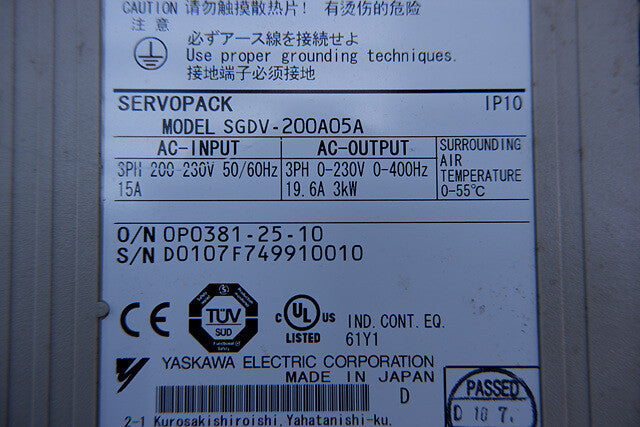 CAUTION 请勿触摸散热片! 有烫伤的危险
注 意
必ずアース線を接続せよ
Use proper grounding techniques.
接地端子必须接地
SERVOPACK IP10
MODEL SGDV-200A05A
AC-INPUT AC-OUTPUT SURROUNDING AIR TEMPERATURE 0-55℃
3PH 200-230V 50/60Hz 3PH 0-230V 0-400Hz
15A 19.6A 3kW
O/N 0P0381-25-10
S/N D0107F749910010
CE
TÜV
SÜD
Functional Safety
C UL US
LISTED
IND. CONT. EQ.
61Y1
YASKAWA ELECTRIC CORPORATION
MADE IN JAPAN D
PASSED
D 10 7.
2-1 Kurosakishiroishi, Yahatanishi-ku,